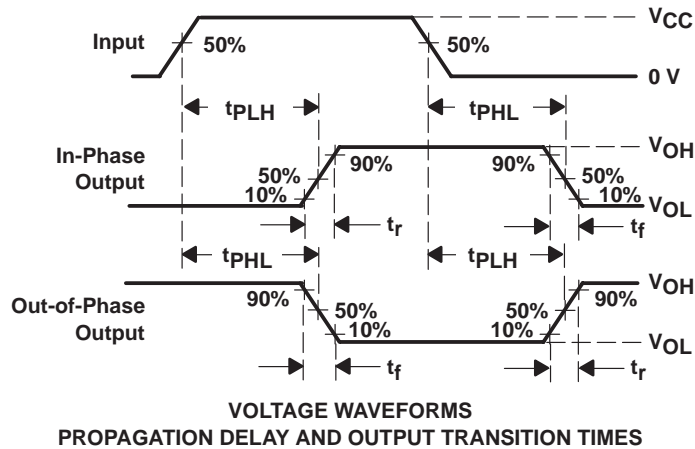 VCC
Input
50%
50%
0 V
tPLH
tPHL
In-Phase
Output
VOH
90%
90%
50%
50%
10%
10%
VOL
tr
tf
tPHL
tPLH
Out-of-Phase
Output
VOH
90%
90%
50%
50%
10%
10%
VOL
tf
tr
VOLTAGE WAVEFORMS
PROPAGATION DELAY AND OUTPUT TRANSITION TIMES